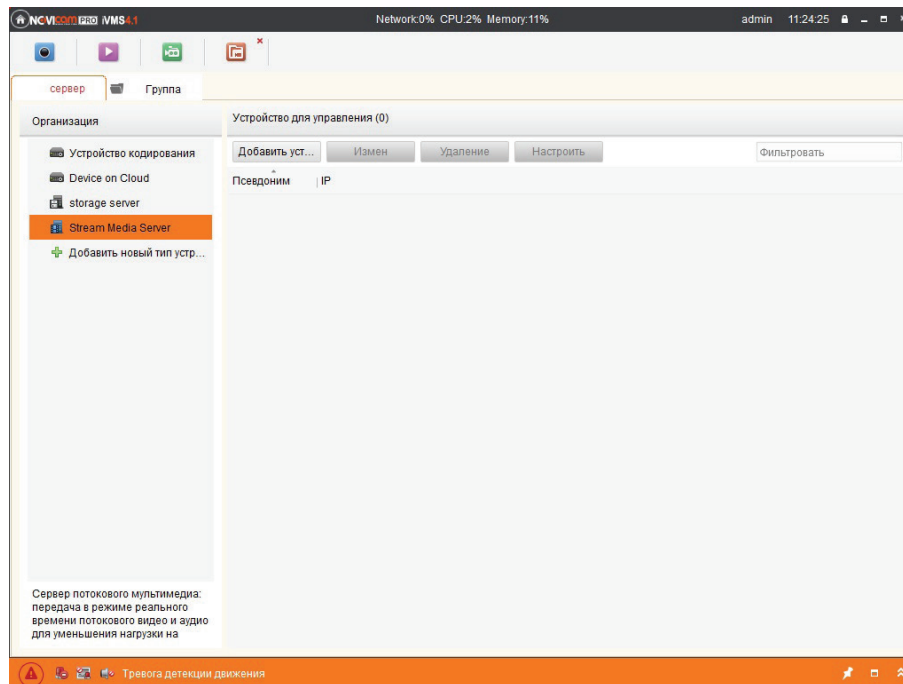 NOVIcom PRO iVMS4.1 Network:0% CPU:2% Memory:11% admin 11:24:25
сервер Группа
Организация
Устройство для управления (0)
Устройство кодирования
Device on Cloud
storage server
Stream Media Server
Добавить новый тип устр...
Добавить уст... Измен Удаление Настроить Фильтровать
Псевдоним IP
Сервер потокового мультимедиа:
передача в режиме реального
времени потокового видео и аудио
для уменьшения нагрузки на
Тревога детекции движения